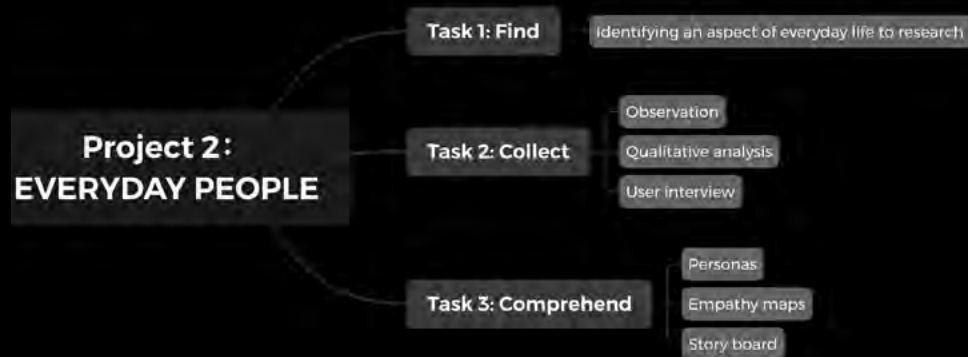 Project 2:
EVERYDAY PEOPLE
Task 1: Find
Identifying an aspect of everyday life to research
Task 2: Collect
Observation
Qualitative analysis
User interview
Task 3: Comprehend
Personas
Empathy maps
Story board